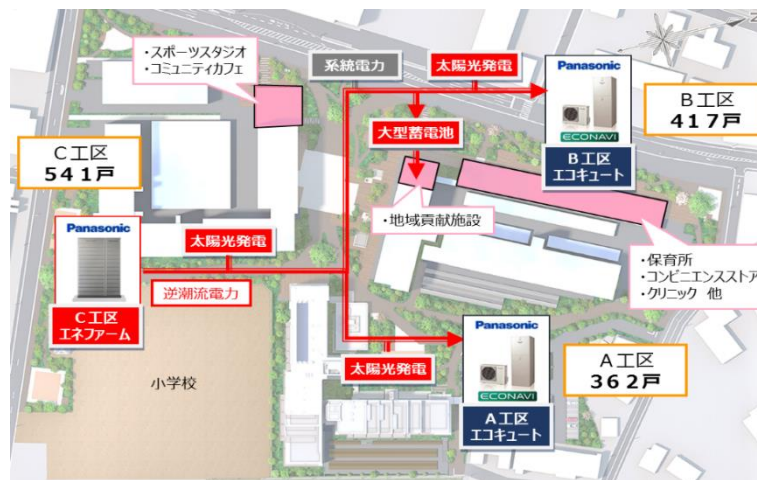 ・スポーツスタジオ
・コミュニティカフェ
系統電力
太陽光発電
Panasonic
ECONAVI
B工区
エコキュート
B工区
417戸
大型蓄電池
C工区
541戸
・地域貢献施設
Panasonic
C工区
エネファーム
太陽光発電
逆潮流電力
・保育所
・コンビニエンスストア
・クリニック 他
Panasonic
ECONAVI
A工区
エコキュート
太陽光発電
A工区
362戸
小学校